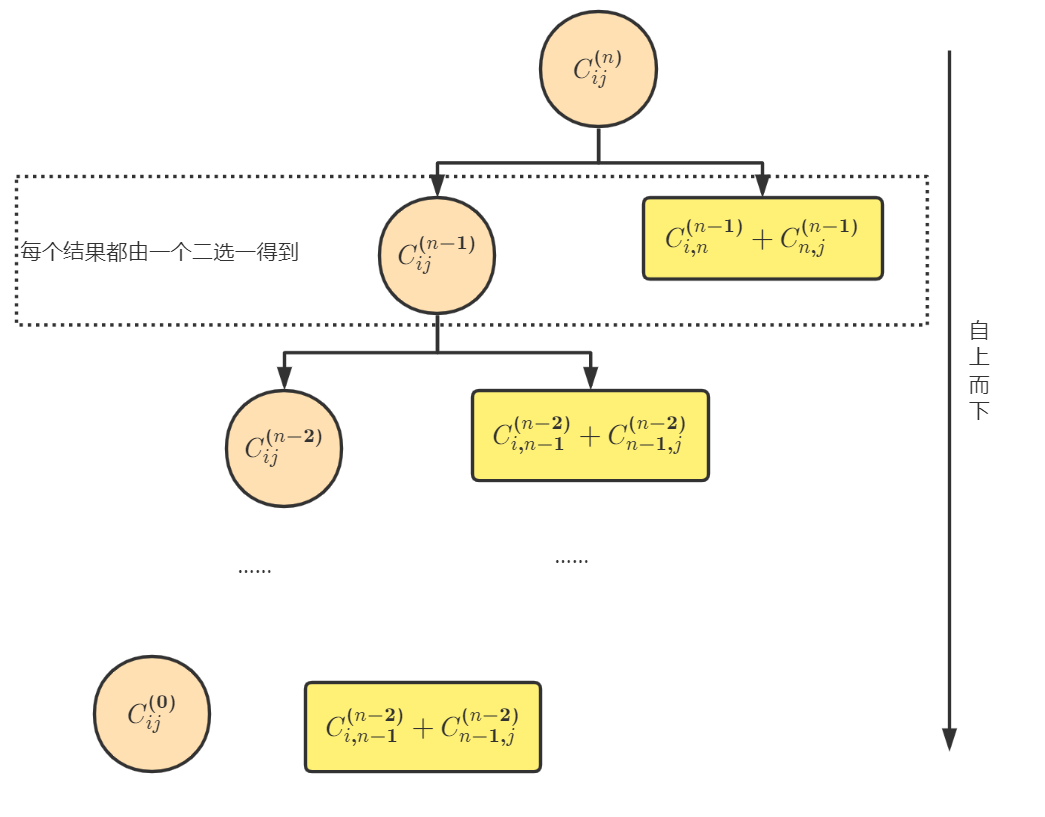 $C_{ij}^{(n)}$
每个结果都由一个二选一得到
$C_{ij}^{(n-1)}$
$C_{i,n}^{(n-1)} + C_{n,j}^{(n-1)}$
自
上
而
下
$C_{ij}^{(n-2)}$
$C_{i,n-1}^{(n-2)} + C_{n-1,j}^{(n-2)}$
......
......
$C_{ij}^{(0)}$
$C_{i,n-1}^{(n-2)} + C_{n-1,j}^{(n-2)}$